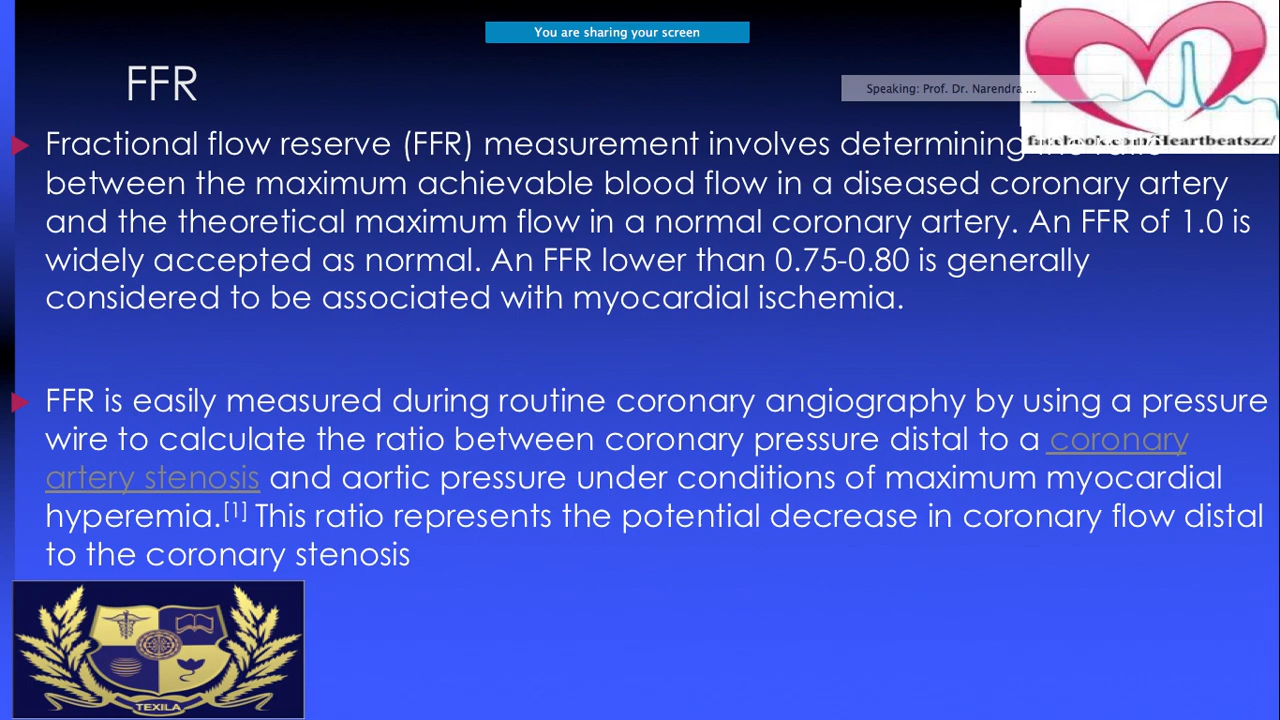 You are sharing your screen
FFR
Speaking: Prof. Dr. Narendra ...
facebook.com/Heartbeatszz/
Fractional flow reserve (FFR) measurement involves determining the ratio
between the maximum achievable blood flow in a diseased coronary artery
and the theoretical maximum flow in a normal coronary artery. An FFR of 1.0 is
widely accepted as normal. An FFR lower than 0.75-0.80 is generally
considered to be associated with myocardial ischemia.
FFR is easily measured during routine coronary angiography by using a pressure
wire to calculate the ratio between coronary pressure distal to a coronary
artery stenosis and aortic pressure under conditions of maximum myocardial
hyperemia.[1] This ratio represents the potential decrease in coronary flow distal
to the coronary stenosis
TEXILA